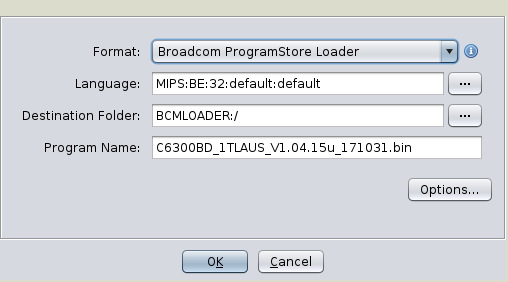 Format: Broadcom ProgramStore Loader
Language: MIPS:BE:32:default:default ...
Destination Folder: BCMLOADER:/ ...
Program Name: C6300BD_1TLAUS_V1.04.15u_171031.bin
Options...
OK Cancel